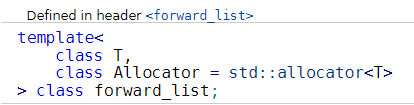 Defined in header <forward_list>
template<
    class T,
    class Allocator = std::allocator<T>
> class forward_list;